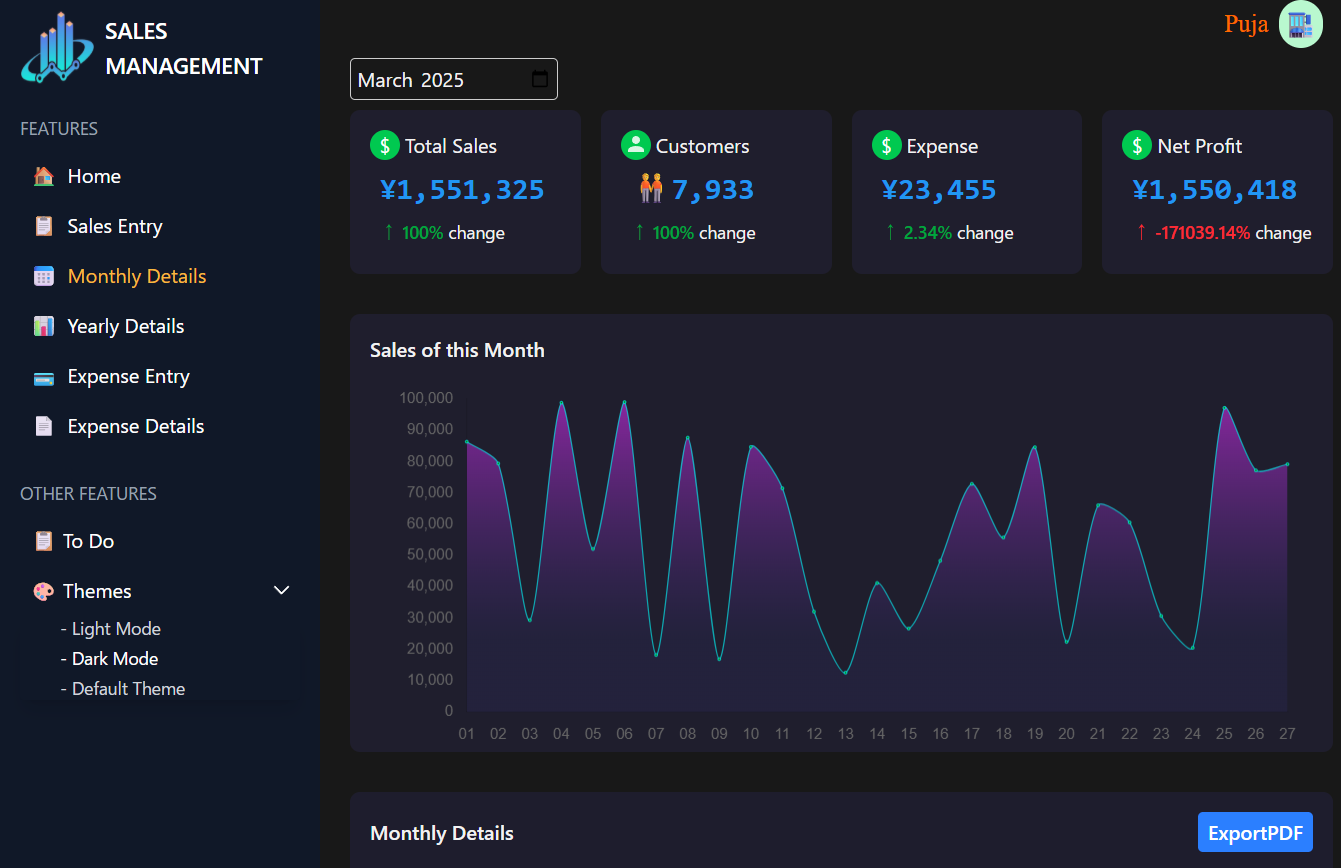 SALES
MANAGEMENT
FEATURES
Home
Sales Entry
Monthly Details
Yearly Details
Expense Entry
Expense Details
OTHER FEATURES
To Do
Themes
- Light Mode
- Dark Mode
- Default Theme
Puja
March 2025
Total Sales
¥1,551,325
↑ 100% change
Customers
7,933
↑ 100% change
Expense
¥23,455
↑ 2.34% change
Net Profit
¥1,550,418
↑ -171039.14% change
Sales of this Month
100,000
90,000
80,000
70,000
60,000
50,000
40,000
30,000
20,000
10,000
0
01 02 03 04 05 06 07 08 09 10 11 12 13 14 15 16 17 18 19 20 21 22 23 24 25 26 27
Monthly Details
ExportPDF